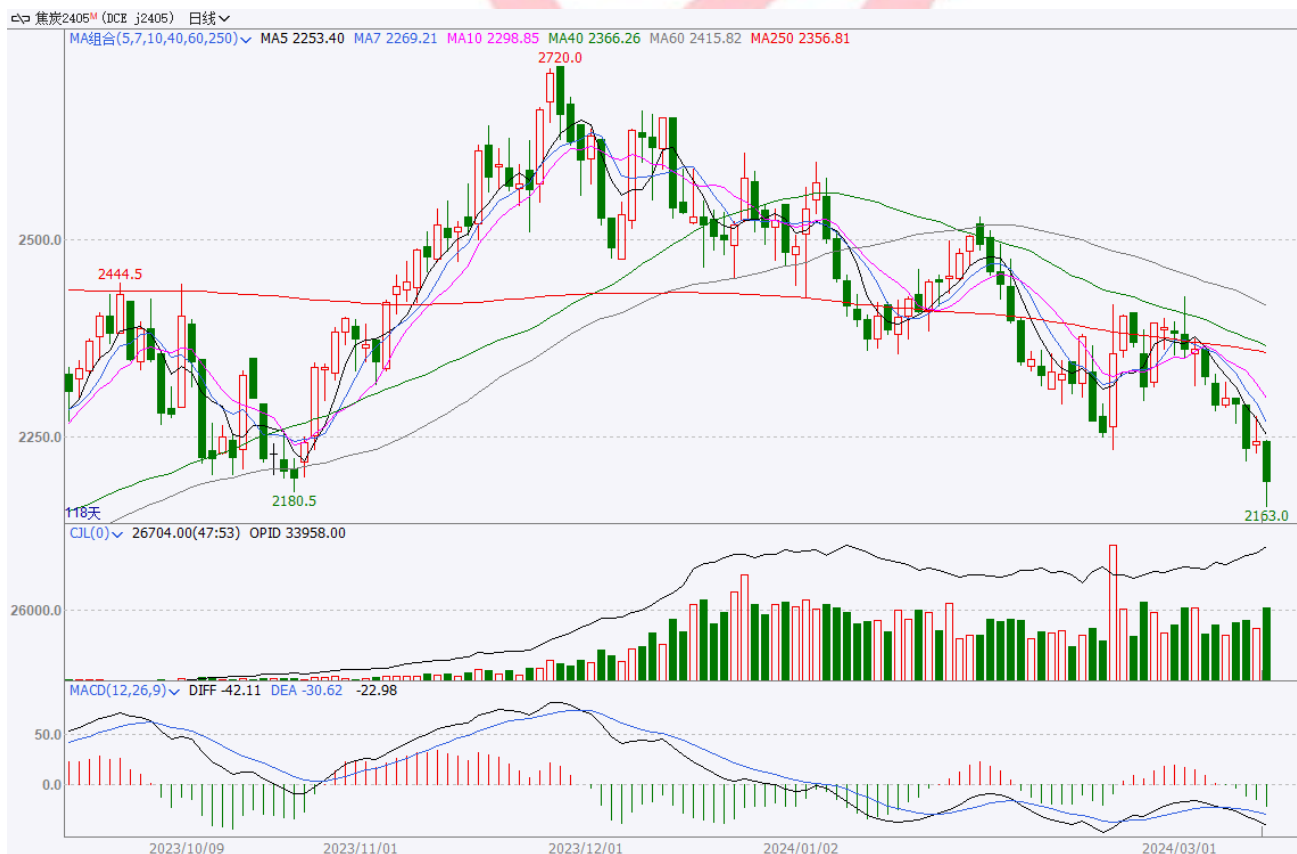 焦炭2405M (DCE j2405) 日线
MA组合(5,7,10,40,60,250) MA5 2253.40 MA7 2269.21 MA10 2298.85 MA40 2366.26 MA60 2415.82 MA250 2356.81
2720.0
2500.0
2444.5
2250.0
2180.5
118天
2163.0
CJL(0) 26704.00(47:53) OPID 33958.00
26000.0
MACD(12,26,9) DIFF -42.11 DEA -30.62 -22.98
50.0
0.0
2023/10/09 2023/11/01 2023/12/01 2024/01/02 2024/03/01